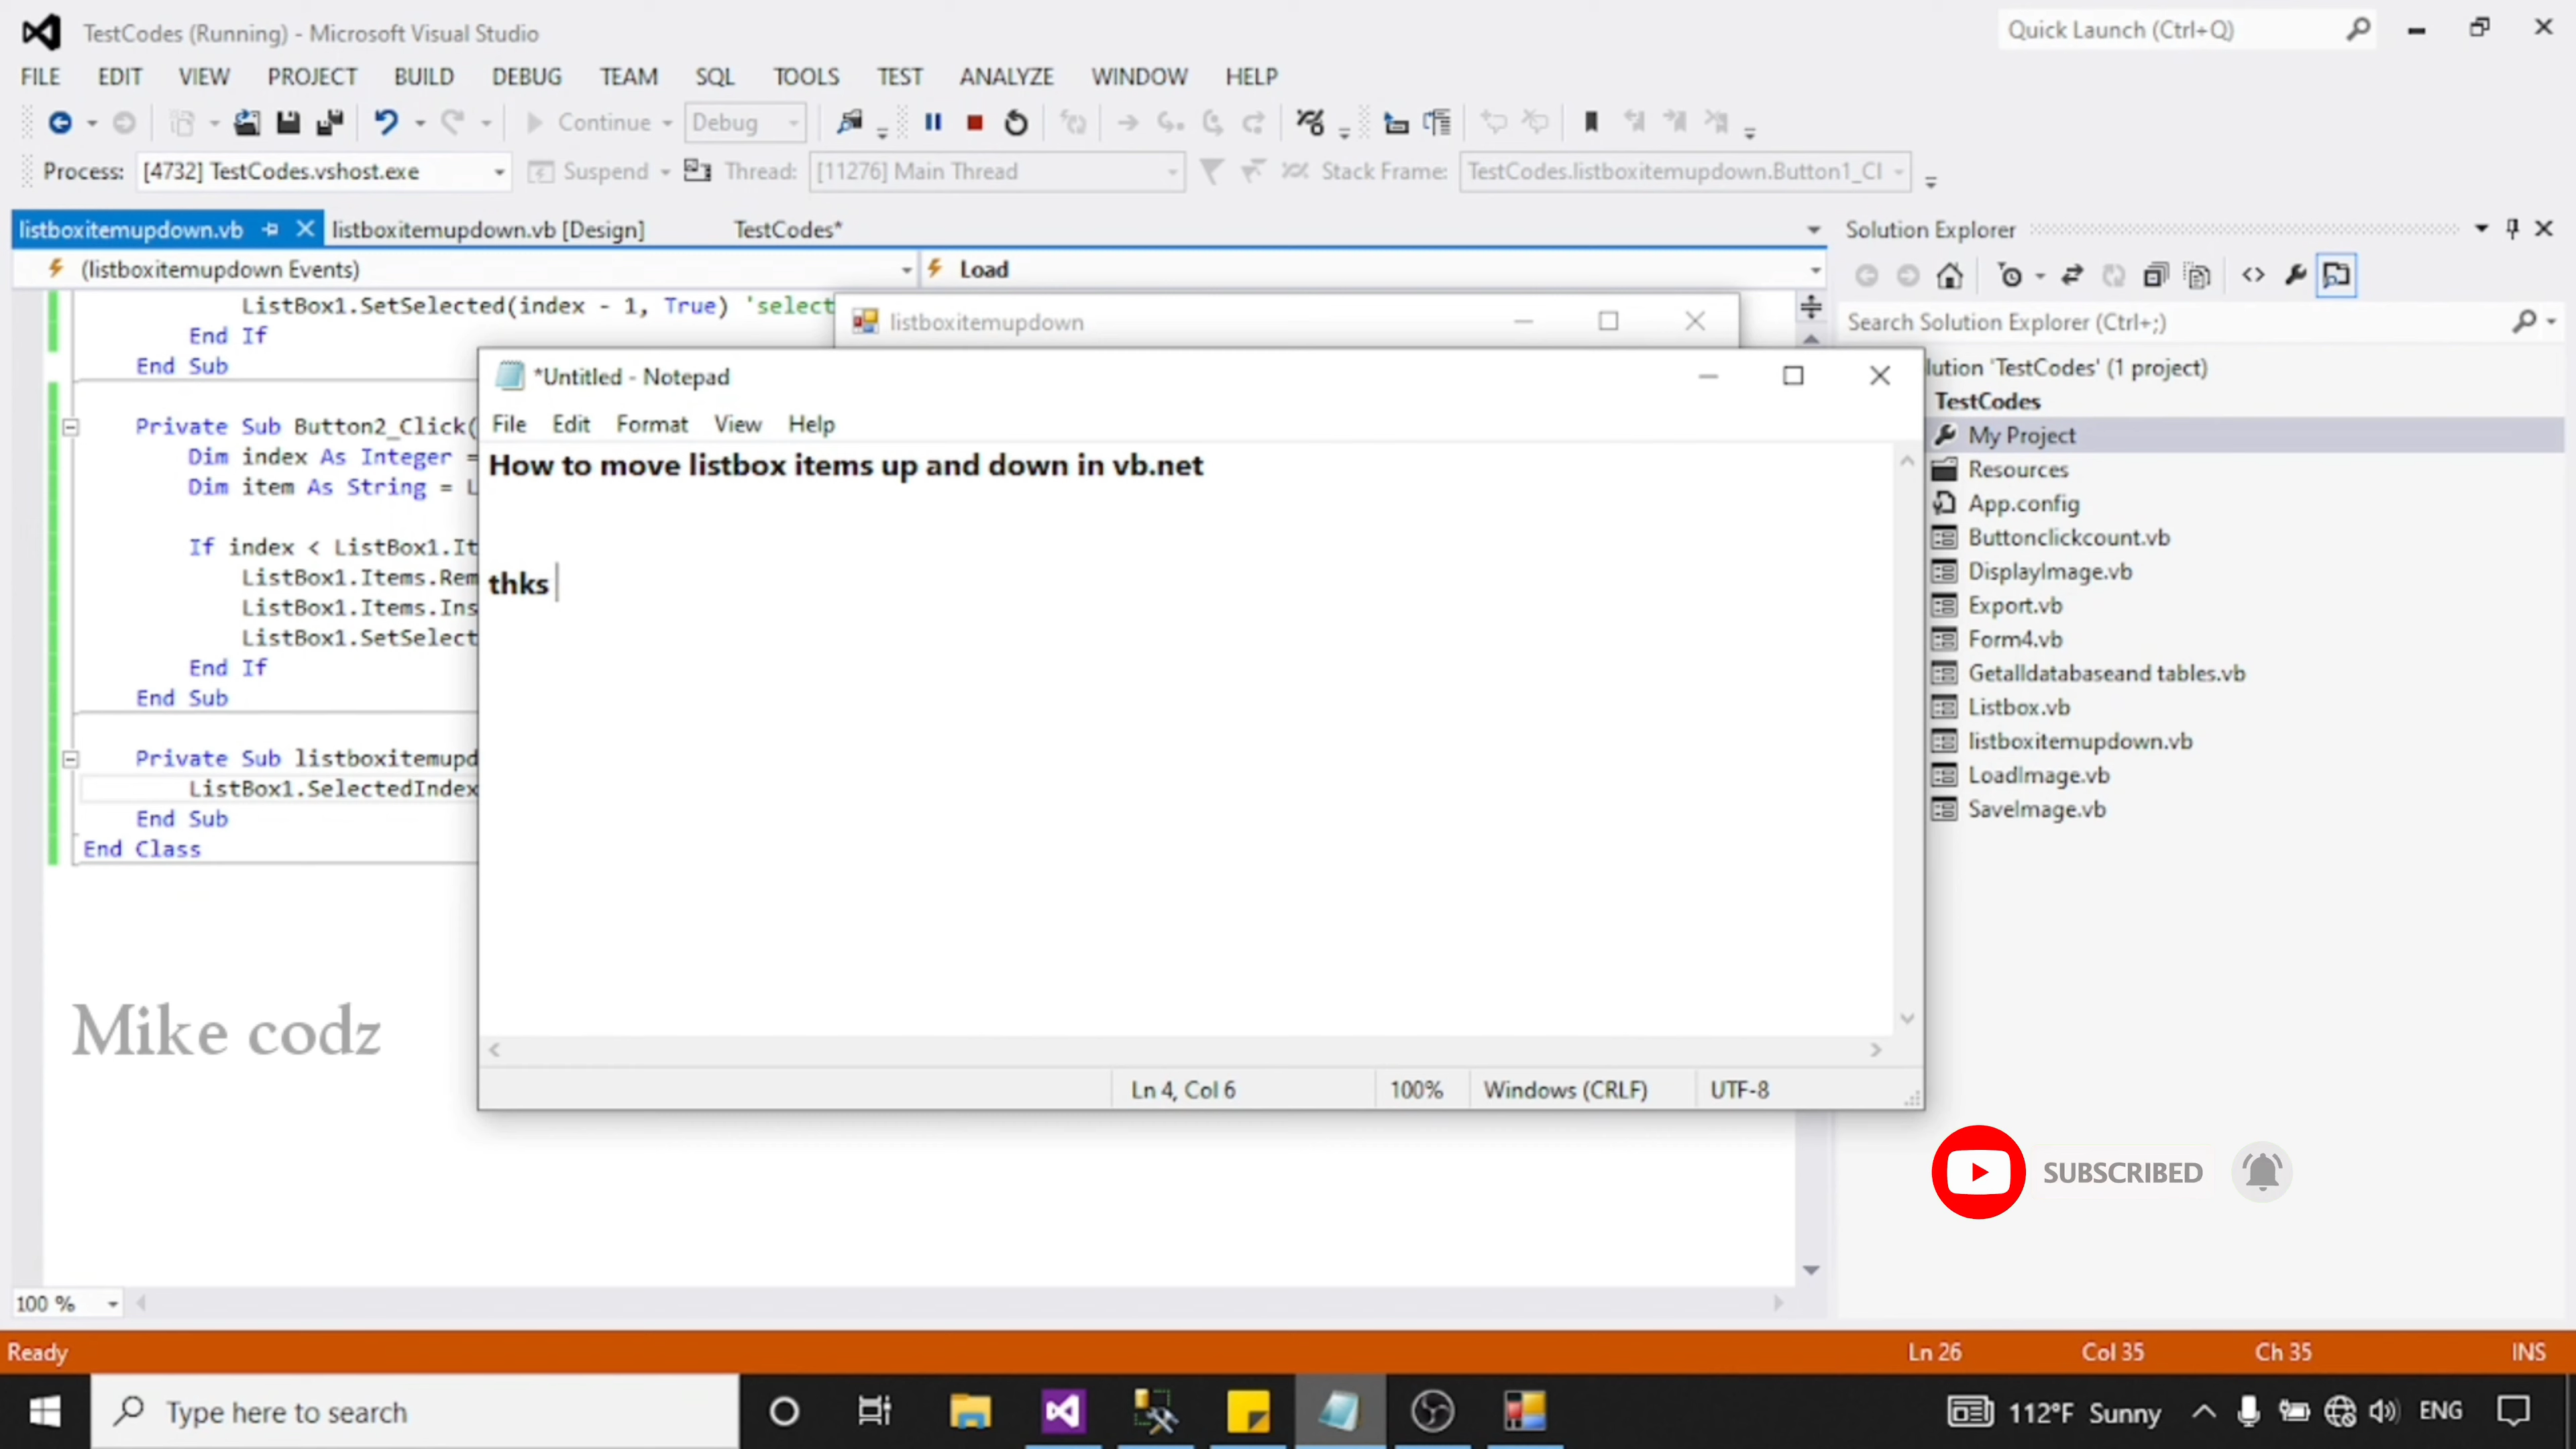 TestCodes (Running) - Microsoft Visual Studio
Quick Launch (Ctrl+Q)
FILE EDIT VIEW PROJECT BUILD DEBUG TEAM SQL TOOLS TEST ANALYZE WINDOW HELP
Continue Debug
Process: [4732] TestCodes.vshost.exe Suspend Thread: [11276] Main Thread Stack Frame: TestCodes.listboxitemupdown.Button1_Cl
listboxitemupdown.vb listboxitemupdown.vb [Design] TestCodes*
(listboxitemupdown Events) Load
ListBox1.SetSelected(index - 1, True) 'select
End If
End Sub
Private Sub Button2_Click(
Dim index As Integer =
Dim item As String = L
If index < ListBox1.It
ListBox1.Items.Rem
ListBox1.Items.Ins
ListBox1.SetSelect
End If
End Sub
Private Sub listboxitemupd
ListBox1.SelectedIndex
End Sub
End Class
listboxitemupdown
*Untitled - Notepad
File Edit Format View Help
How to move listbox items up and down in vb.net
thks
Ln 4, Col 6 100% Windows (CRLF) UTF-8
Solution Explorer
Search Solution Explorer (Ctrl+;)
lution 'TestCodes' (1 project)
TestCodes
My Project
Resources
App.config
Buttonclickcount.vb
DisplayImage.vb
Export.vb
Form4.vb
Getalldatabaseand tables.vb
Listbox.vb
listboxitemupdown.vb
LoadImage.vb
SaveImage.vb
Mike codz
SUBSCRIBED
100 %
Ready Ln 26 Col 35 Ch 35 INS
Type here to search
112°F Sunny ENG